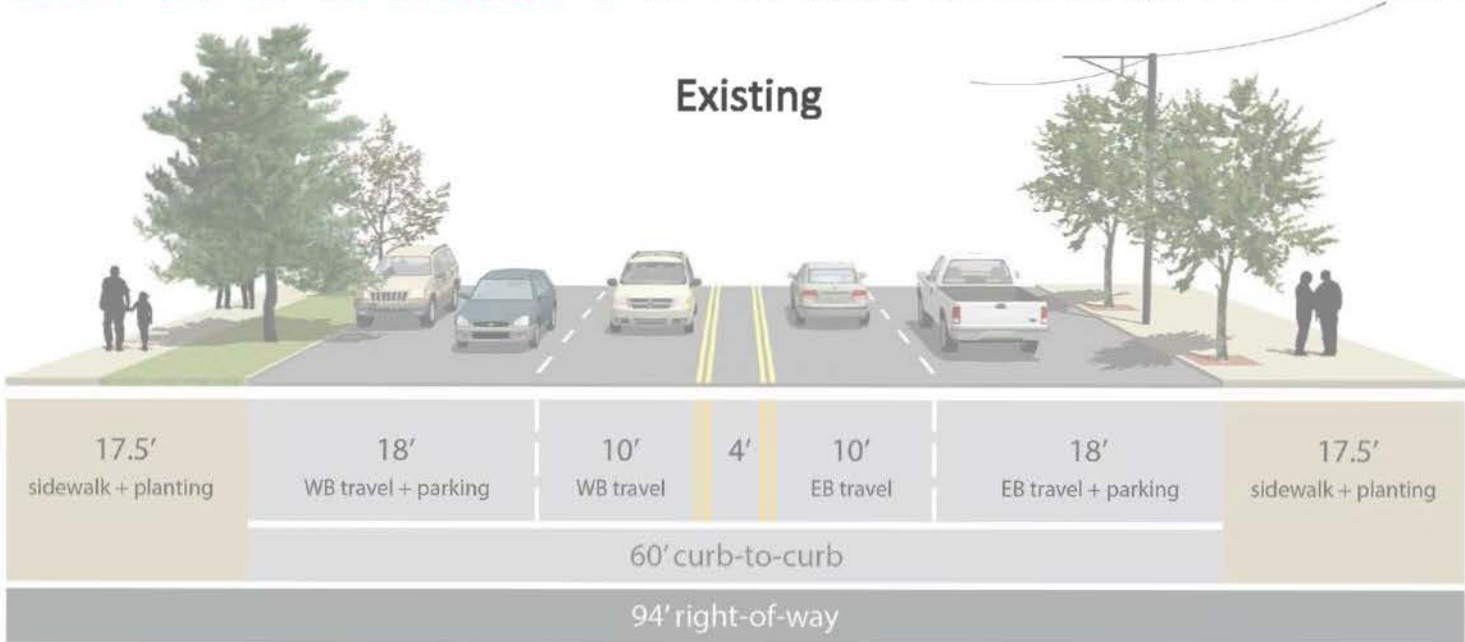 Existing
17.5' 18' 10' 4' 10' 18' 17.5'
sidewalk + planting WB travel + parking WB travel EB travel EB travel + parking sidewalk + planting
60' curb-to-curb
94' right-of-way